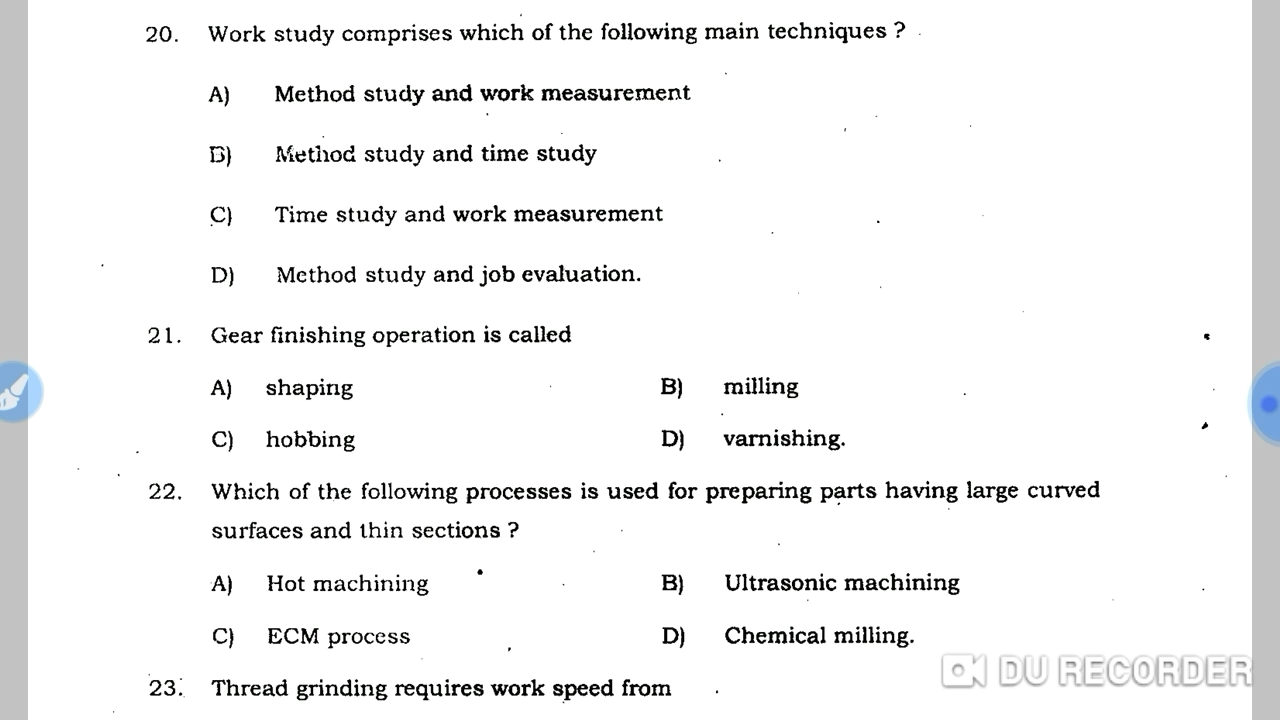 20. Work study comprises which of the following main techniques ?
A) Method study and work measurement
B) Method study and time study
C) Time study and work measurement
D) Method study and job evaluation.
21. Gear finishing operation is called
A) shaping B) milling
C) hobbing D) varnishing.
22. Which of the following processes is used for preparing parts having large curved
surfaces and thin sections ?
A) Hot machining B) Ultrasonic machining
C) ECM process D) Chemical milling.
23. Thread grinding requires work speed from
DU RECORDER